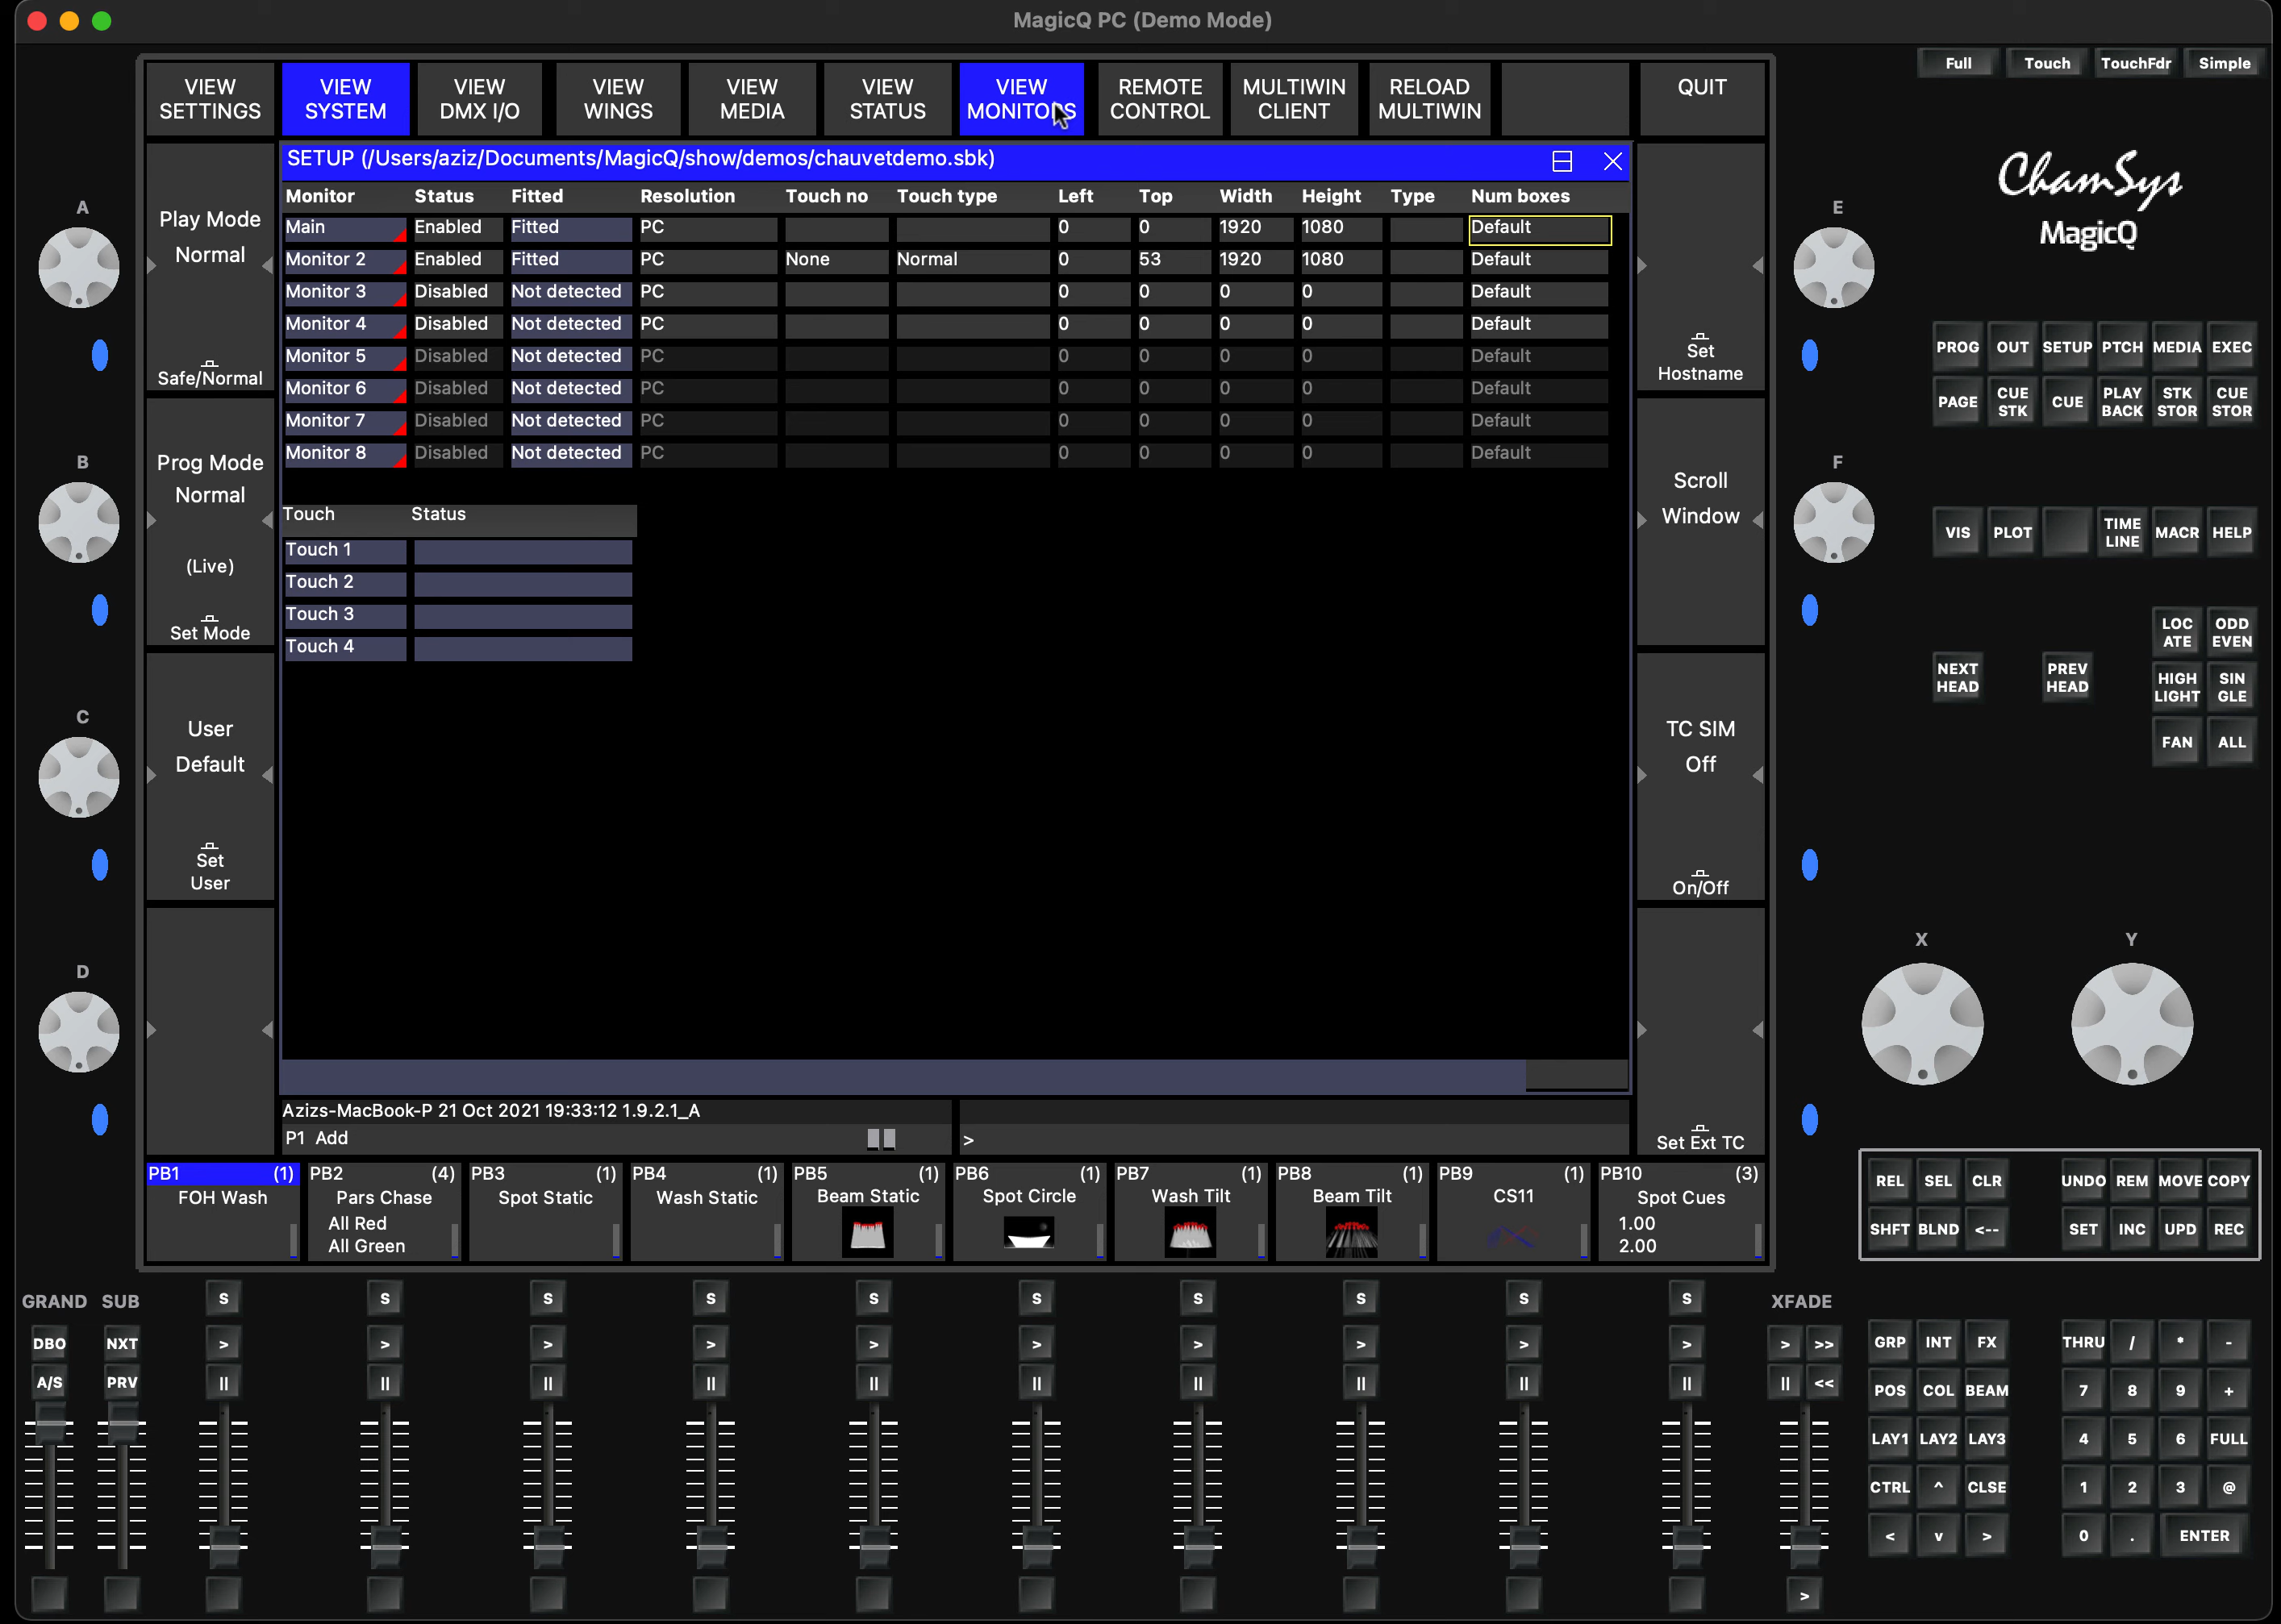 MagicQ PC (Demo Mode)
Full Touch TouchFdr Simple
VIEW SETTINGS
VIEW SYSTEM
VIEW DMX I/O
VIEW WINGS
VIEW MEDIA
VIEW STATUS
VIEW MONITORS
REMOTE CONTROL
MULTIWIN CLIENT
RELOAD MULTIWIN
QUIT
SETUP (/Users/aziz/Documents/MagicQ/show/demos/chauvetdemo.sbk)
Monitor Status Fitted Resolution Touch no Touch type Left Top Width Height Type Num boxes
Main Enabled Fitted PC 0 0 1920 1080 Default
Monitor 2 Enabled Fitted PC None Normal 0 53 1920 1080 Default
Monitor 3 Disabled Not detected PC 0 0 0 0 Default
Monitor 4 Disabled Not detected PC 0 0 0 0 Default
Monitor 5 Disabled Not detected PC 0 0 0 0 Default
Monitor 6 Disabled Not detected PC 0 0 0 0 Default
Monitor 7 Disabled Not detected PC 0 0 0 0 Default
Monitor 8 Disabled Not detected PC 0 0 0 0 Default
Touch Status
Touch 1
Touch 2
Touch 3
Touch 4
A
B
C
D
Play Mode
Normal
Safe/Normal
Prog Mode
Normal
(Live)
Set Mode
User
Default
Set
User
Set
Hostname
Scroll
Window
TC SIM
Off
On/Off
Set Ext TC
E
F
X Y
ChamSys
MagicQ
PROG OUT SETUP PTCH MEDIA EXEC
PAGE CUE STK CUE PLAY BACK STK STOR CUE STOR
VIS PLOT TIME LINE MACR HELP
LOC ATE ODD EVEN
NEXT HEAD PREV HEAD HIGH LIGHT SIN GLE
FAN ALL
Azizs-MacBook-P 21 Oct 2021 19:33:12 1.9.2.1_A
P1 Add
>
PB1 (1)
FOH Wash
PB2 (4)
Pars Chase
All Red
All Green
PB3 (1)
Spot Static
PB4 (1)
Wash Static
PB5 (1)
Beam Static
PB6 (1)
Spot Circle
PB7 (1)
Wash Tilt
PB8 (1)
Beam Tilt
PB9 (1)
CS11
PB10 (3)
Spot Cues
1.00
2.00
REL SEL CLR UNDO REM MOVE COPY
SHFT BLND <-- SET INC UPD REC
GRAND SUB S S S S S S S S S S XFADE
DBO NXT > > > > > > > > > > > >>
A/S PRV || || || || || || || || || || || <<
>
GRP INT FX THRU / * -
POS COL BEAM 7 8 9 +
LAY1 LAY2 LAY3 4 5 6 FULL
CTRL ^ CLSE 1 2 3 @
< v > 0 . ENTER